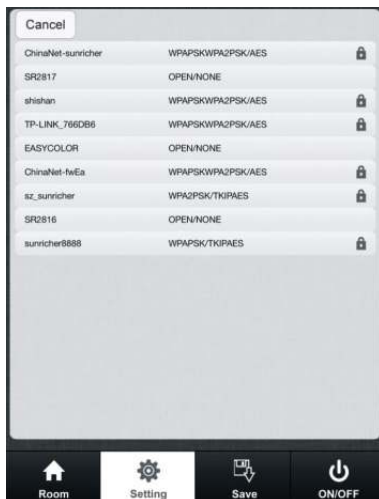 Cancel
ChinaNet-sunricher WPAPSKWPA2PSK/AES
SR2817 OPEN/NONE
shishan WPAPSKWPA2PSK/AES
TP-LINK_766DB6 WPAPSKWPA2PSK/AES
EASYCOLOR OPEN/NONE
ChinaNet-fwEa WPAPSKWPA2PSK/AES
sz_sunricher WPA2PSK/TKIPAES
SR2816 OPEN/NONE
sunricher8888 WPAPSK/TKIPAES
Room Setting Save ON/OFF